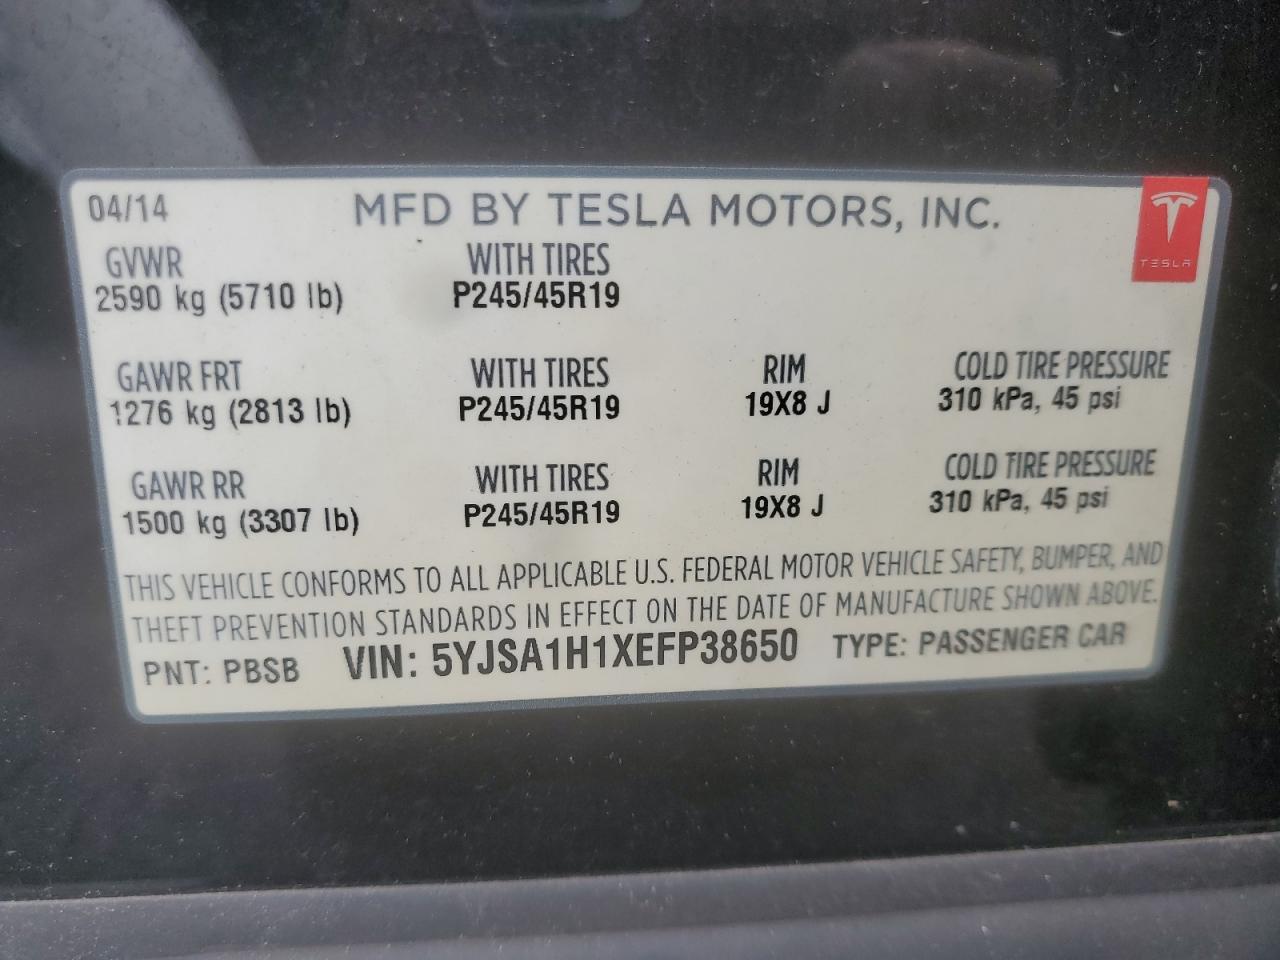 04/14 MFD BY TESLA MOTORS, INC.
TESLA
GVWR WITH TIRES
2590 kg (5710 lb) P245/45R19
GAWR FRT WITH TIRES RIM COLD TIRE PRESSURE
1276 kg (2813 lb) P245/45R19 19X8 J 310 kPa, 45 psi
GAWR RR WITH TIRES RIM COLD TIRE PRESSURE
1500 kg (3307 lb) P245/45R19 19X8 J 310 kPa, 45 psi
THIS VEHICLE CONFORMS TO ALL APPLICABLE U.S. FEDERAL MOTOR VEHICLE SAFETY, BUMPER, AND
THEFT PREVENTION STANDARDS IN EFFECT ON THE DATE OF MANUFACTURE SHOWN ABOVE.
PNT: PBSB VIN: 5YJSA1H1XEFP38650 TYPE: PASSENGER CAR